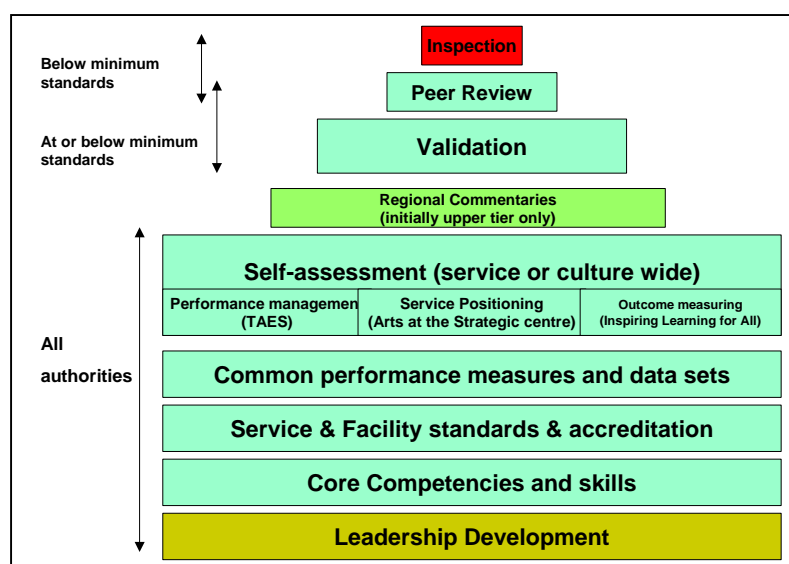 Inspection
Below minimum
standards
Peer Review
At or below minimum
standards
Validation
Regional Commentaries
(initially upper tier only)
Self-assessment (service or culture wide)
Performance managemen
(TAES)
Service Positioning
(Arts at the Strategic centre)
Outcome measuring
(Inspiring Learning for All)
All
authorities
Common performance measures and data sets
Service & Facility standards & accreditation
Core Competencies and skills
Leadership Development